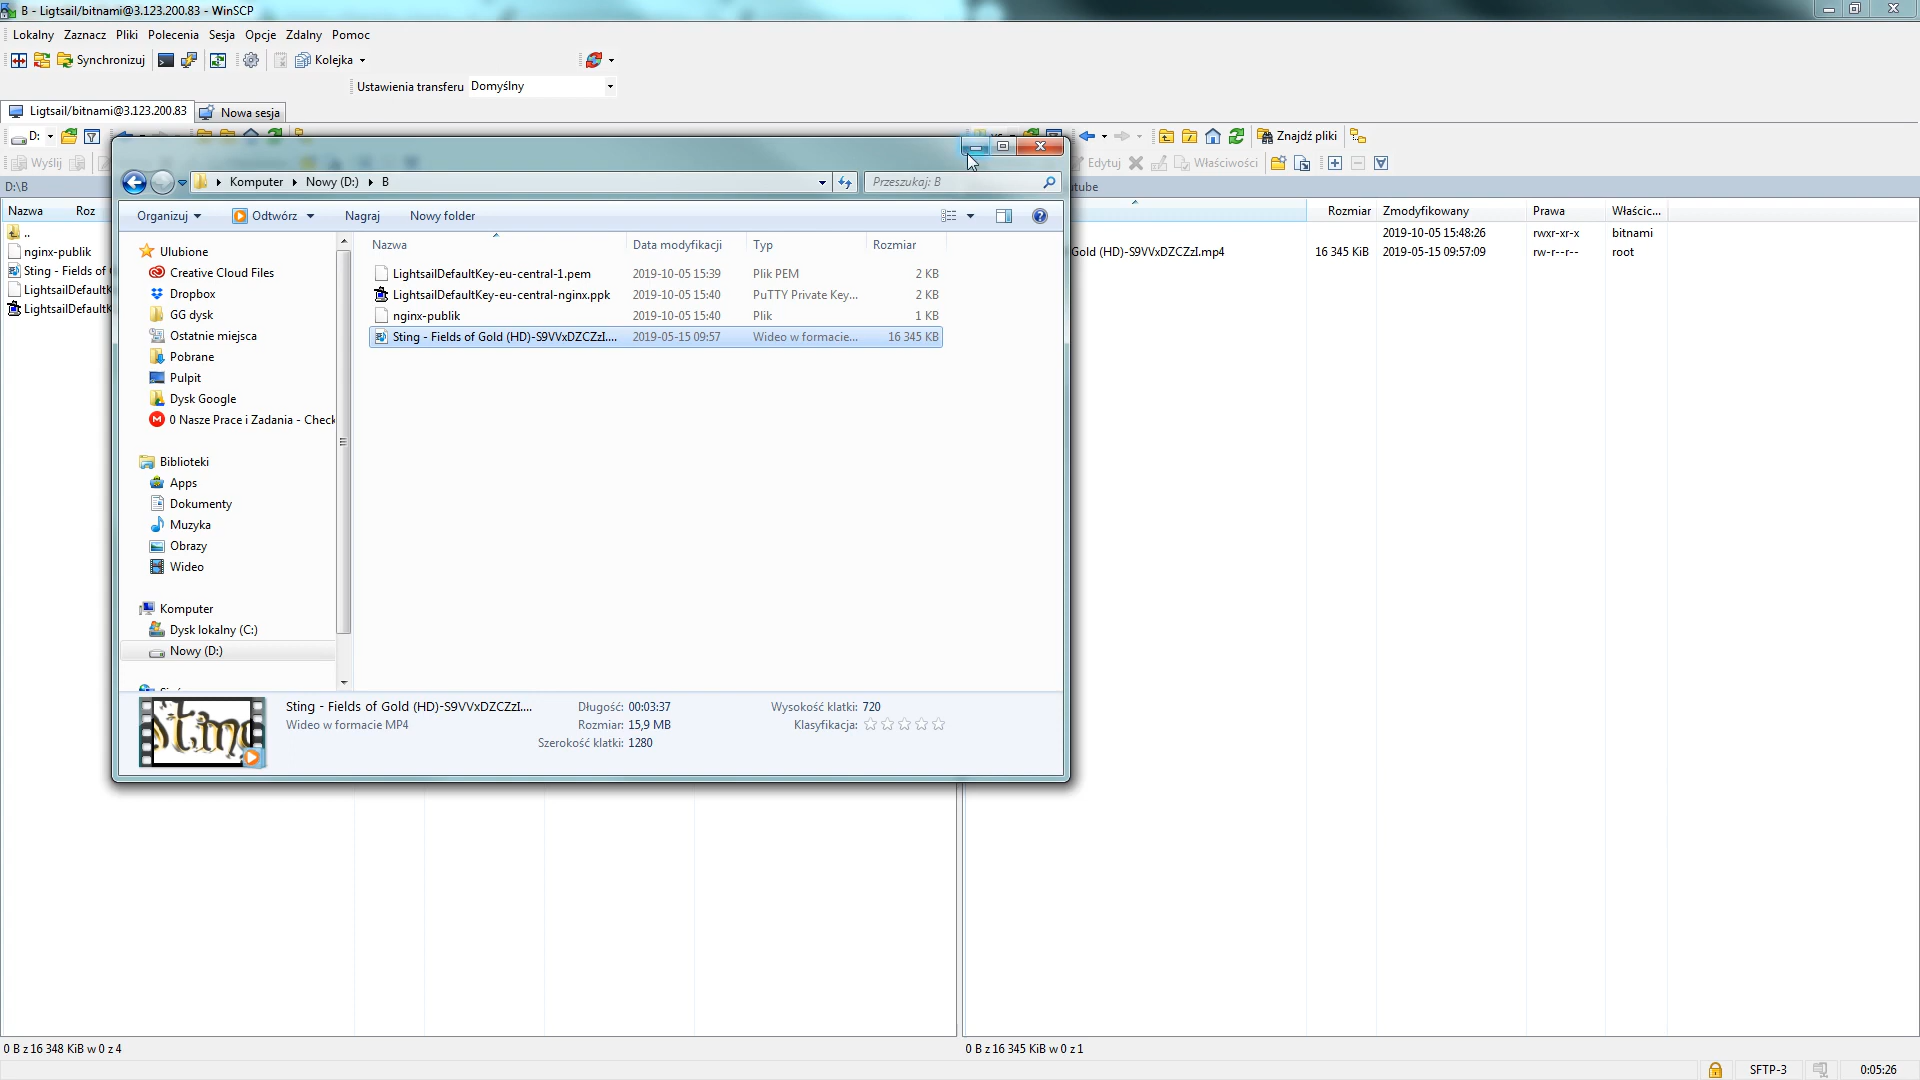 B - Ligtsail/bitnami@3.123.200.83 - WinSCP
Lokalny Zaznacz Pliki Polecenia Sesja Opcje Zdalny Pomoc
Synchronizuj Kolejka
Ustawienia transferu Domyślny
Ligtsail/bitnami@3.123.200.83 Nowa sesja
D: Znajdź pliki
Wyślij Edytuj Właściwości
D:\B
Komputer Nowy (D:) B Przeszukaj: B
Nazwa Roz
Rozmiar Zmodyfikowany Prawa Właścic...
Organizuj Odtwórz Nagraj Nowy folder
..
2019-10-05 15:48:26 rwxr-xr-x bitnami
nginx-publik
Gold (HD)-S9VVxDZCZzI.mp4 16 345 KiB 2019-05-15 09:57:09 rw-r--r-- root
Sting - Fields of
LightsailDefaultK
LightsailDefaultK
Ulubione
Creative Cloud Files
Dropbox
GG dysk
Ostatnie miejsca
Pobrane
Pulpit
Dysk Google
0 Nasze Prace i Zadania - Check
Biblioteki
Apps
Dokumenty
Muzyka
Obrazy
Wideo
Komputer
Dysk lokalny (C:)
Nowy (D:)
Nazwa Data modyfikacji Typ Rozmiar
LightsailDefaultKey-eu-central-1.pem 2019-10-05 15:39 Plik PEM 2 KB
LightsailDefaultKey-eu-central-nginx.ppk 2019-10-05 15:40 PuTTY Private Key... 2 KB
nginx-publik 2019-10-05 15:40 Plik 1 KB
Sting - Fields of Gold (HD)-S9VVxDZCZzI.... 2019-05-15 09:57 Wideo w formacie... 16 345 KB
Sting
Sting - Fields of Gold (HD)-S9VVxDZCZzI.... Długość: 00:03:37 Wysokość klatki: 720
Wideo w formacie MP4 Rozmiar: 15,9 MB Klasyfikacja:
Szerokość klatki: 1280
0 B z 16 348 KiB w 0 z 4 0 B z 16 345 KiB w 0 z 1
SFTP-3 0:05:26